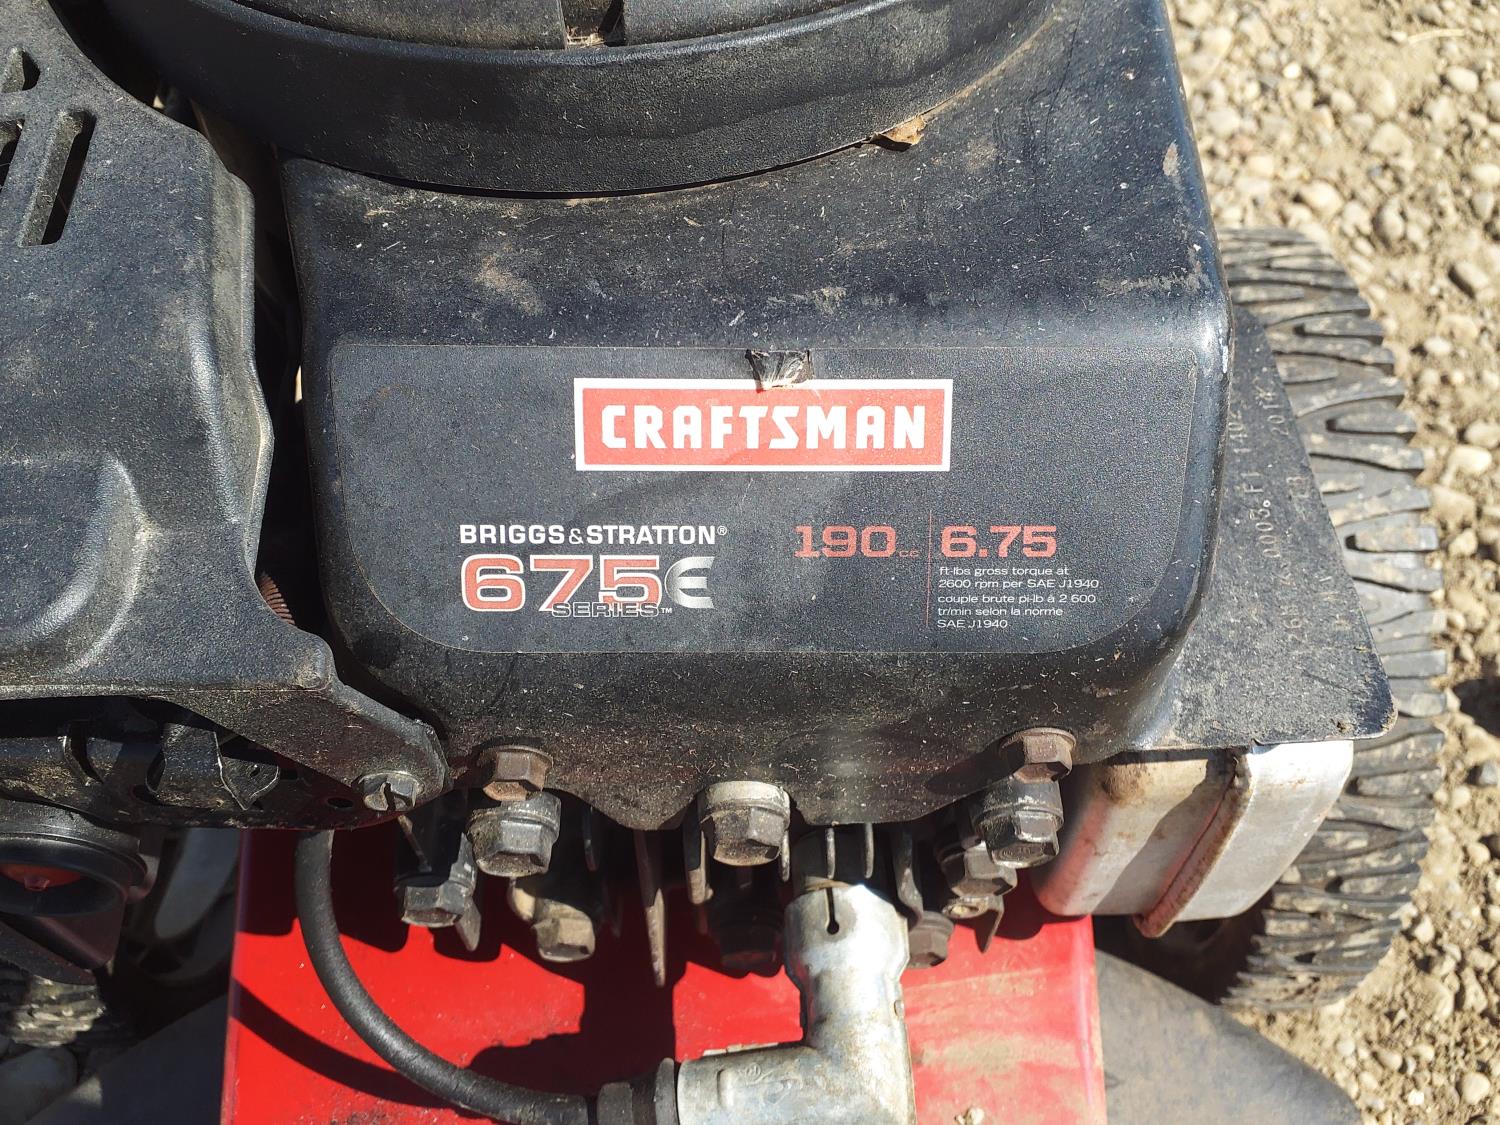 CRAFTSMAN
BRIGGS&STRATTON®
675E
SERIES™
190cc
6.75
ft-lbs gross torque at
2600 rpm per SAE J1940
couple brute pi-lb à 2 600
tr/min selon la norme
SAE J1940